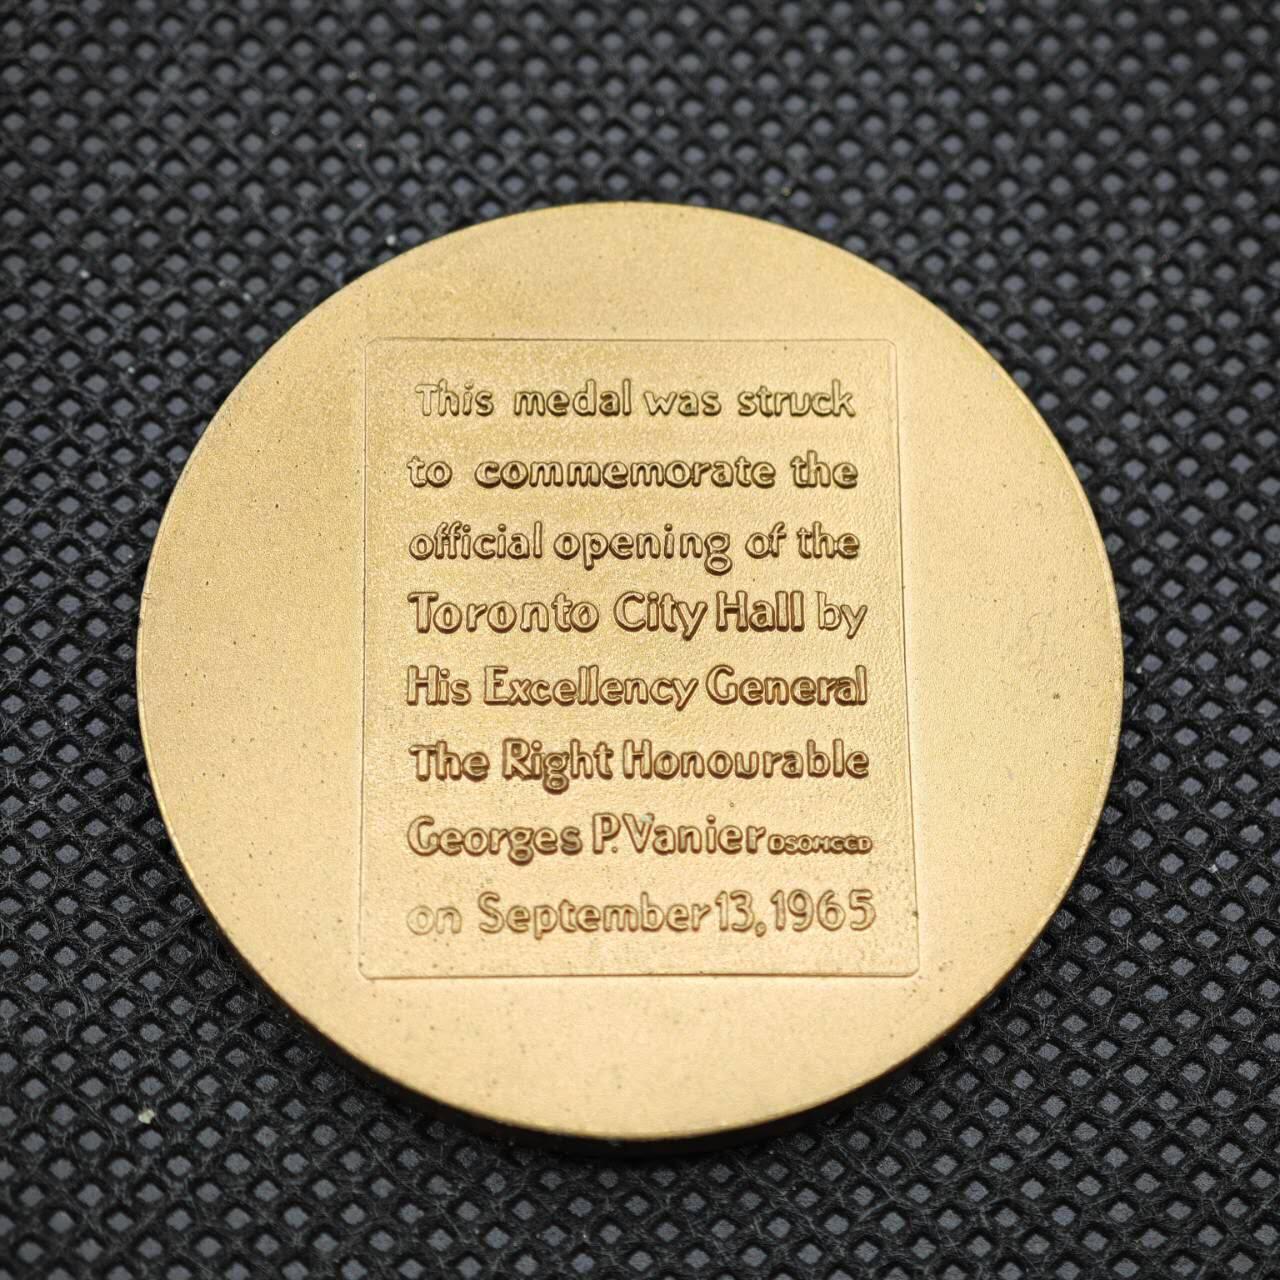 This medal was struck
to commemorate the
official opening of the
Toronto City Hall by
His Excellency General
The Right Honourable
Georges P. Vanier DSOMCCD
on September 13, 1965